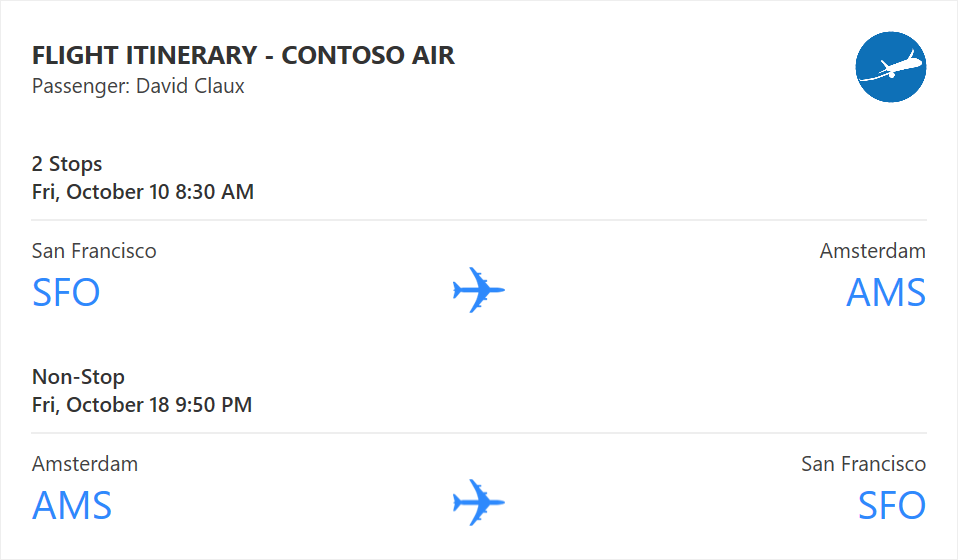 FLIGHT ITINERARY - CONTOSO AIR
Passenger: David Claux
2 Stops
Fri, October 10 8:30 AM
San Francisco
Amsterdam
SFO
AMS
Non-Stop
Fri, October 18 9:50 PM
Amsterdam
San Francisco
AMS
SFO